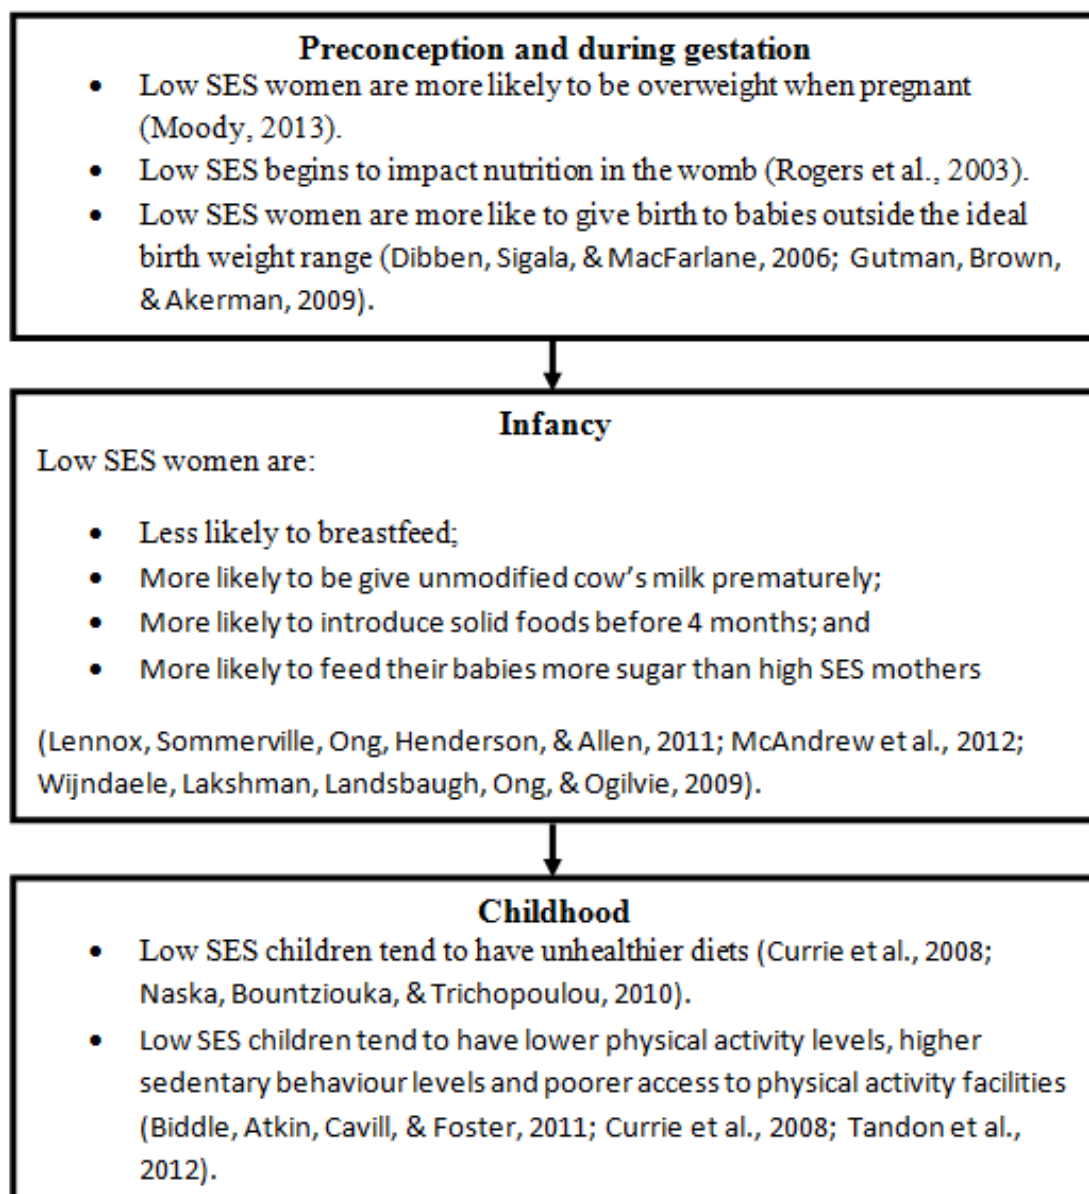 Preconception and during gestation
• Low SES women are more likely to be overweight when pregnant
(Moody, 2013).
• Low SES begins to impact nutrition in the womb (Rogers et al., 2003).
• Low SES women are more like to give birth to babies outside the ideal
birth weight range (Dibben, Sigala, & MacFarlane, 2006; Gutman, Brown,
& Akerman, 2009).
Infancy
Low SES women are:
• Less likely to breastfeed;
• More likely to be give unmodified cow's milk prematurely;
• More likely to introduce solid foods before 4 months; and
• More likely to feed their babies more sugar than high SES mothers
(Lennox, Sommerville, Ong, Henderson, & Allen, 2011; McAndrew et al., 2012;
Wijndaele, Lakshman, Landsbaugh, Ong, & Ogilvie, 2009).
Childhood
• Low SES children tend to have unhealthier diets (Currie et al., 2008;
Naska, Bountziouka, & Trichopoulou, 2010).
• Low SES children tend to have lower physical activity levels, higher
sedentary behaviour levels and poorer access to physical activity facilities
(Biddle, Atkin, Cavill, & Foster, 2011; Currie et al., 2008; Tandon et al.,
2012).